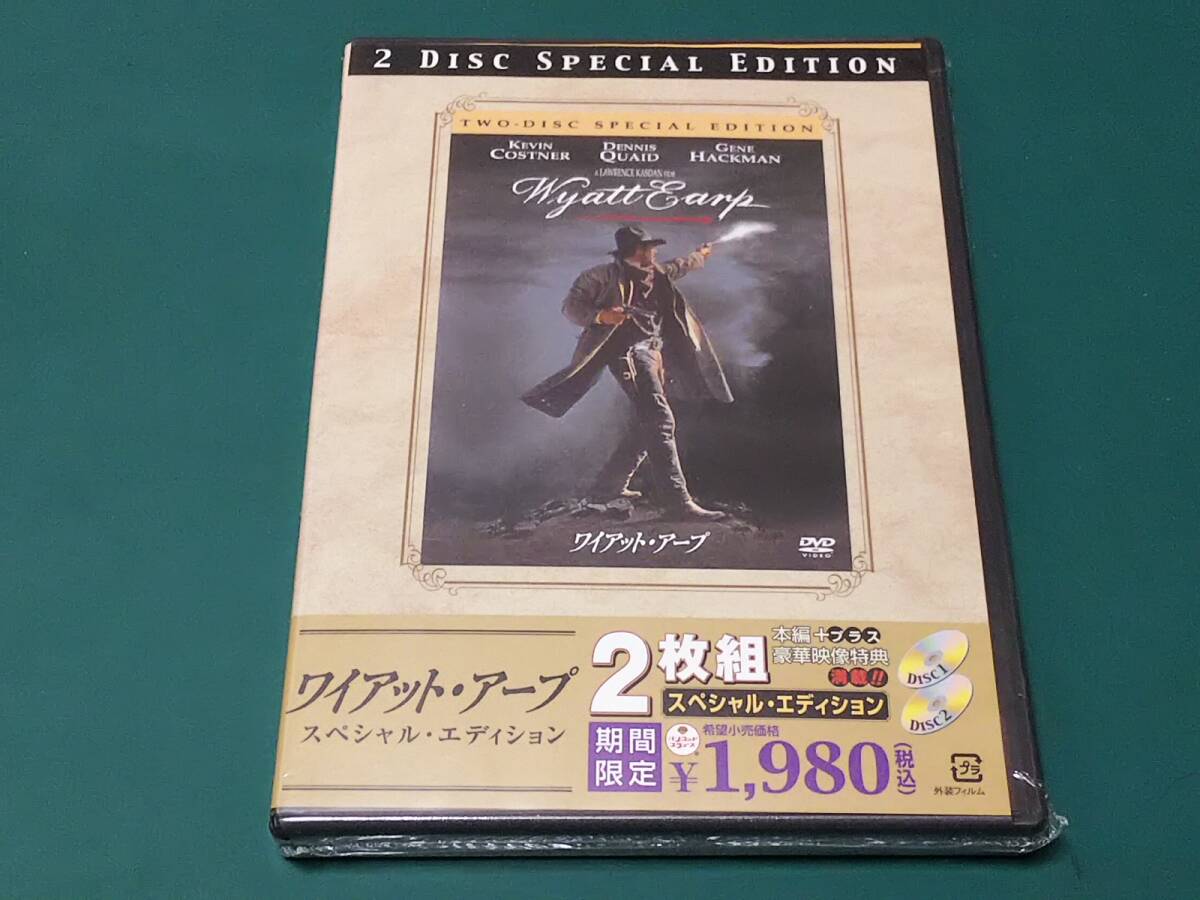 2 DISC SPECIAL EDITION
TWO-DISC SPECIAL EDITION
KEVIN COSTNER
DENNIS QUAID
GENE HACKMAN
A LAWRENCE KASDAN FILM
Wyatt Earp
ワイアット・アープ
DVD
VIDEO
ワイアット・アープ
スペシャル・エディション
2枚組
本編+プラス
豪華映像特典
満載!!
スペシャル・エディション
DISC1
DISC2
期間
限定
希望小売価格
¥1,980(税込)
プラ
外装フィルム